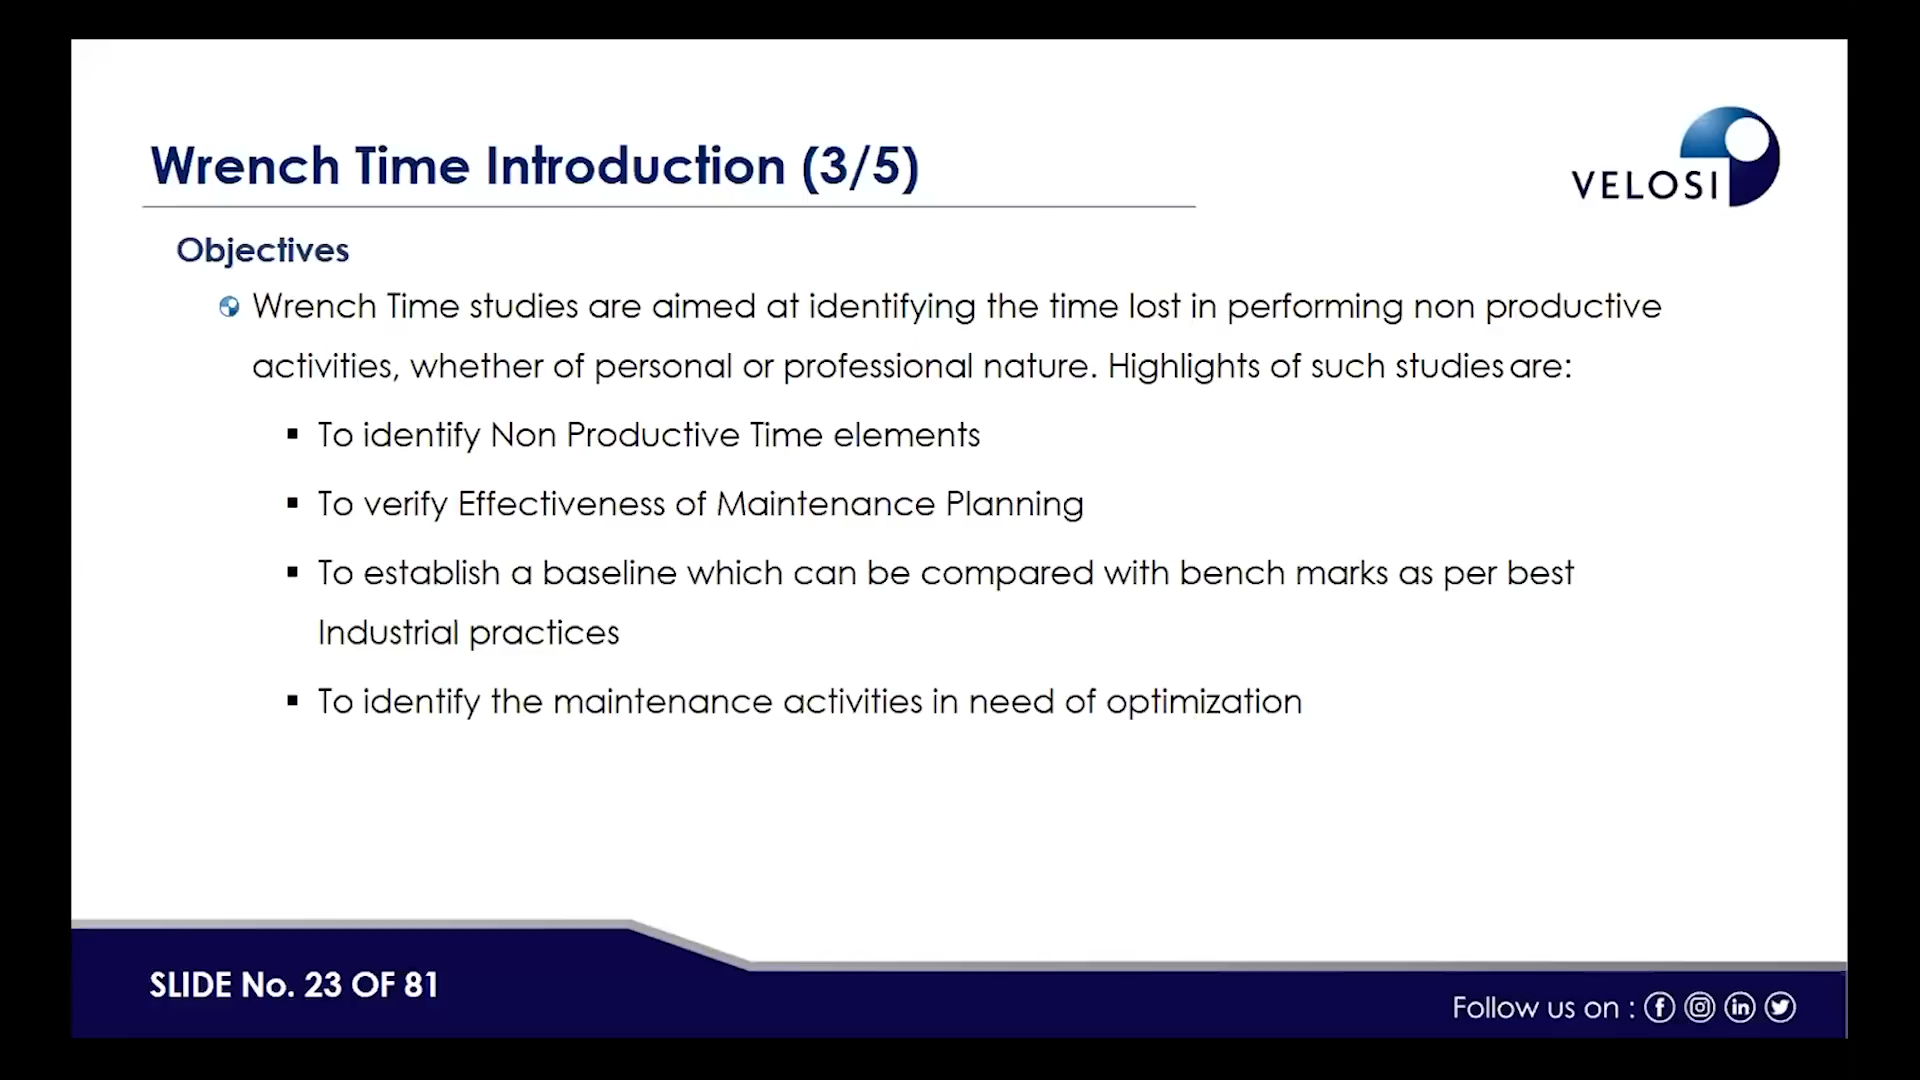 Wrench Time Introduction (3/5)
VELOSI
Objectives
Wrench Time studies are aimed at identifying the time lost in performing non productive
activities, whether of personal or professional nature. Highlights of such studies are:
▪ To identify Non Productive Time elements
▪ To verify Effectiveness of Maintenance Planning
▪ To establish a baseline which can be compared with bench marks as per best
Industrial practices
▪ To identify the maintenance activities in need of optimization
SLIDE No. 23 OF 81
Follow us on :